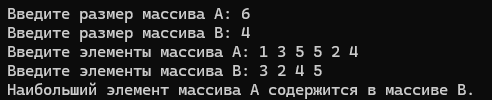 Введите размер массива A: 6
Введите размер массива B: 4
Введите элементы массива A: 1 3 5 5 2 4
Введите элементы массива B: 3 2 4 5
Наибольший элемент массива A содержится в массиве B.